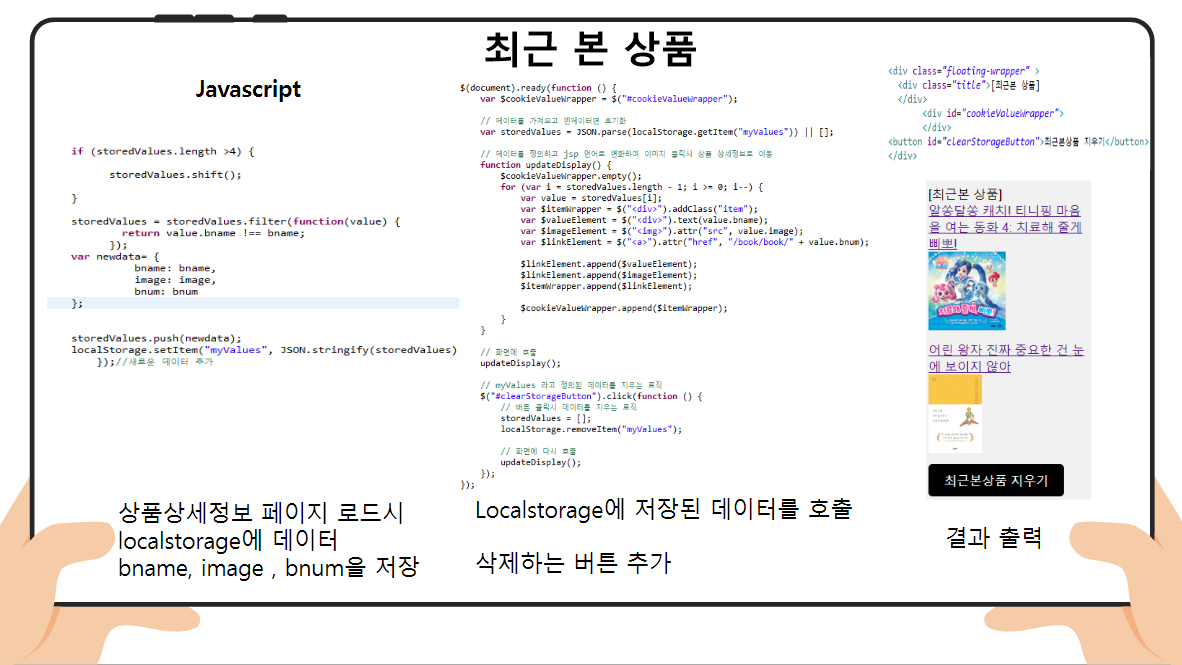 최근 본 상품
Javascript
if (storedValues.length >4) {
storedValues.shift();
}
storedValues = storedValues.filter(function(value) {
return value.bname !== bname;
});
var newdata= {
bname: bname,
image: image,
bnum: bnum
};
storedValues.push(newdata);
localStorage.setItem("myValues", JSON.stringify(storedValues)
});//새로운 데이터 추가
상품상세정보 페이지 로드시
localstorage에 데이터
bname, image , bnum을 저장
$(document).ready(function () {
var $cookieValueWrapper = $("#cookieValueWrapper");
// 데이터를 가져오고 빈데이터면 초기화
var storedValues = JSON.parse(localStorage.getItem("myValues")) || [];
// 데이터를 정의하고 jsp 언어로 변환하여 이미지 클릭시 상품 상세정보로 이동
function updateDisplay() {
$cookieValueWrapper.empty();
for (var i = storedValues.length - 1; i >= 0; i--) {
var value = storedValues[i];
var $itemWrapper = $("<div>").addClass("item");
var $valueElement = $("<div>").text(value.bname);
var $imageElement = $("<img>").attr("src", value.image);
var $linkElement = $("<a>").attr("href", "/book/book/" + value.bnum);
$linkElement.append($valueElement);
$linkElement.append($imageElement);
$itemWrapper.append($linkElement);
$cookieValueWrapper.append($itemWrapper);
}
}
// 화면에 호출
updateDisplay();
// myValues 라고 정의된 데이터를 지우는 로직
$("#clearStorageButton").click(function () {
// 버튼 클릭시 데이터를 지우는 로직
storedValues = [];
localStorage.removeItem("myValues");
// 화면에 다시 호출
updateDisplay();
});
});
Localstorage에 저장된 데이터를 호출
삭제하는 버튼 추가
<div class="floating-wrapper" >
<div class="title">[최근본 상품]
</div>
<div id="cookieValueWrapper">
</div>
<button id="clearStorageButton">최근본상품 지우기</button>
</div>
[최근본 상품]
알쏭달쏭 캐치! 티니핑 마음
을 여는 동화 4: 치료해 줄게
삐뽀!
치료해 줄게, 삐뽀!
어린 왕자 진짜 중요한 건 눈
에 보이지 않아
최근본상품 지우기
결과 출력